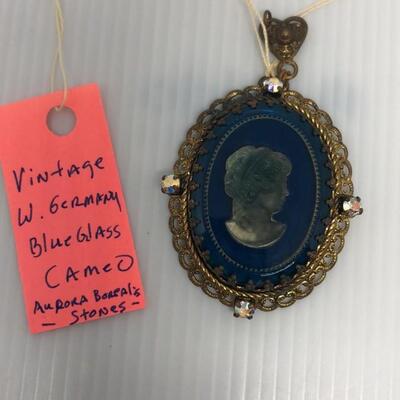 Vintage
W. GERMANY
Blue Glass
CAMEO
AURORA Borealis
- Stones -